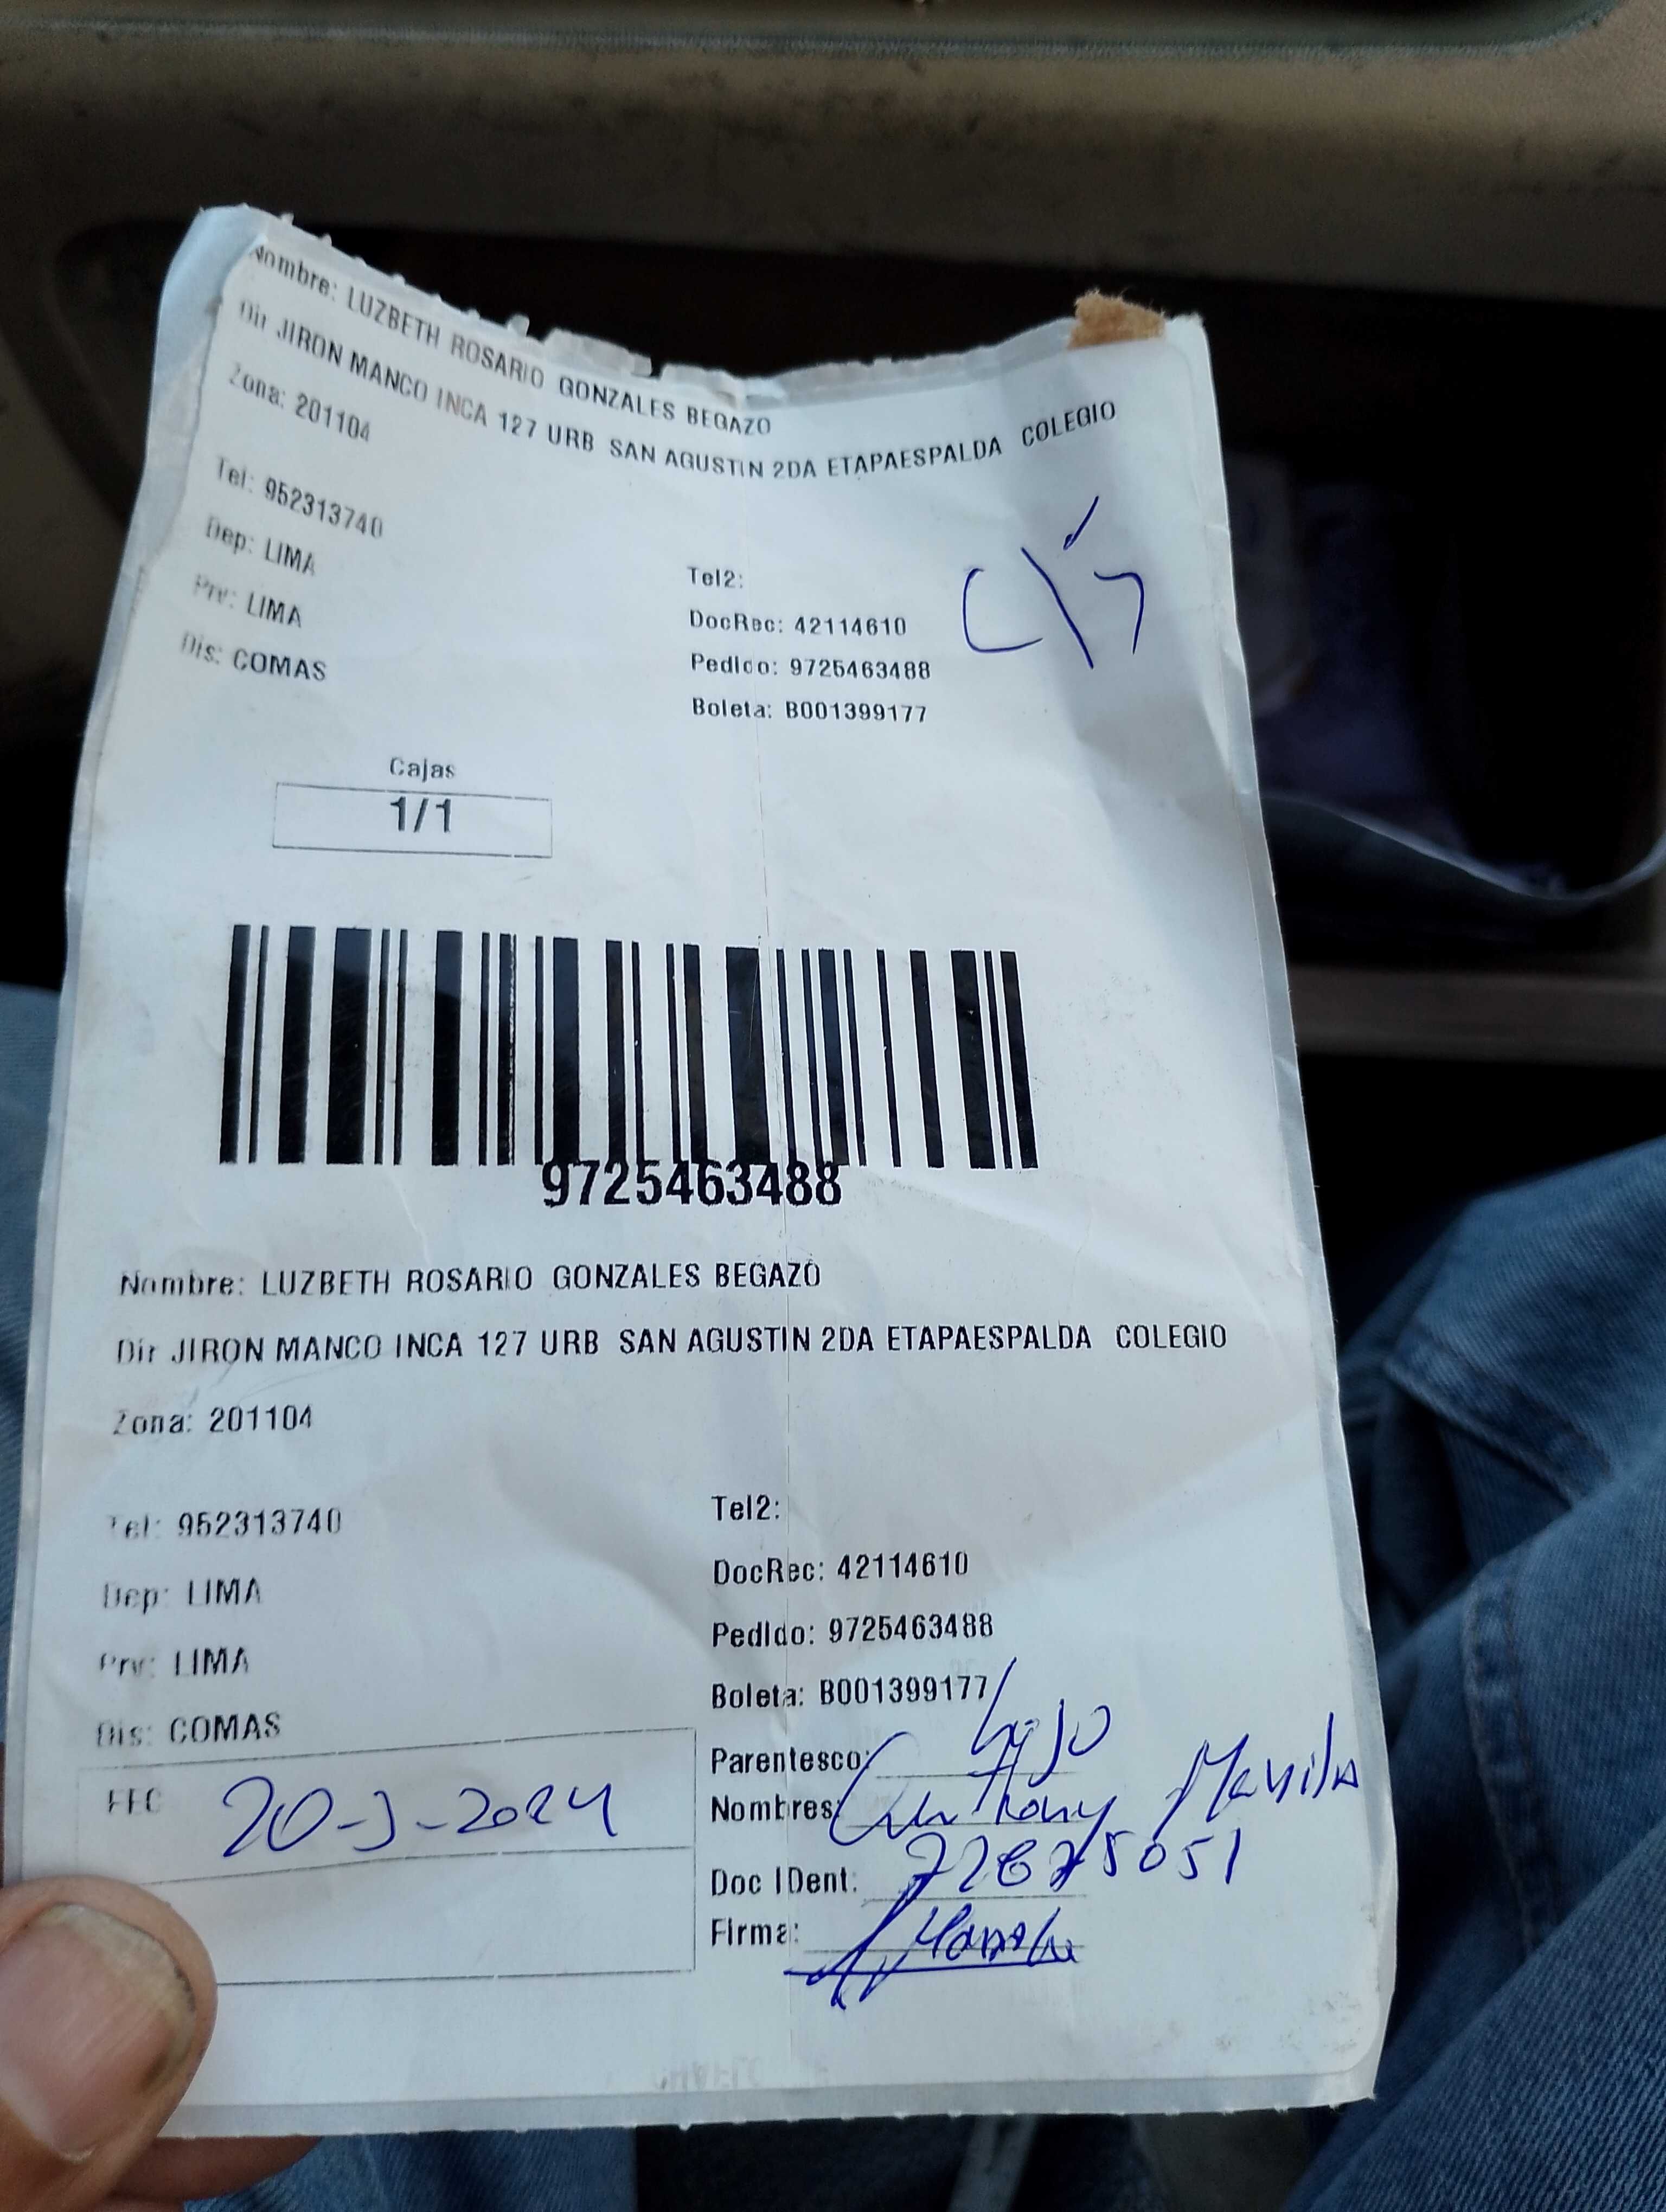 Nombre: LUZBETH ROSARIO GONZALES BEGAZO
Dir JIRON MANCO INCA 127 URB SAN AGUSTIN 2DA ETAPAESPALDA COLEGIO
Zona: 201104
Tel: 952313740
Dep: LIMA
Prv: LIMA
Dis: COMAS
Tel2:
DocRec: 42114610
Pedido: 9725463488
Boleta: B001399177
Cajas
1/1
9725463488
Nombre: LUZBETH ROSARIO GONZALES BEGAZO
Dir JIRON MANCO INCA 127 URB SAN AGUSTIN 2DA ETAPAESPALDA COLEGIO
Zona: 201104
Tel: 952313740
Dep: LIMA
Prv: LIMA
Dis: COMAS
Tel2:
DocRec: 42114610
Pedido: 9725463488
Boleta: B001399177
FEC 20-3-2024
Parentesco: hijo
Nombres: Anthony
Doc IDent:
Firma: